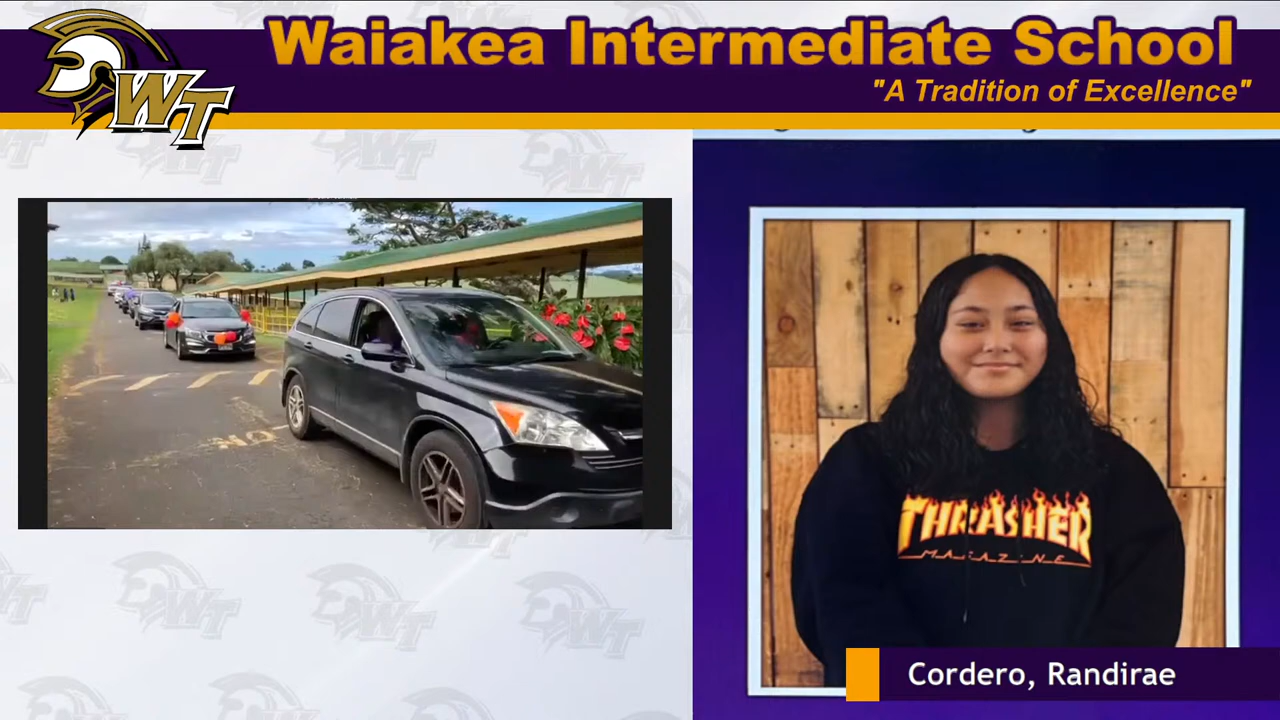 Waiakea Intermediate School
"A Tradition of Excellence"
WT
NO
THRASHER
MAGAZINE
Cordero, Randirae